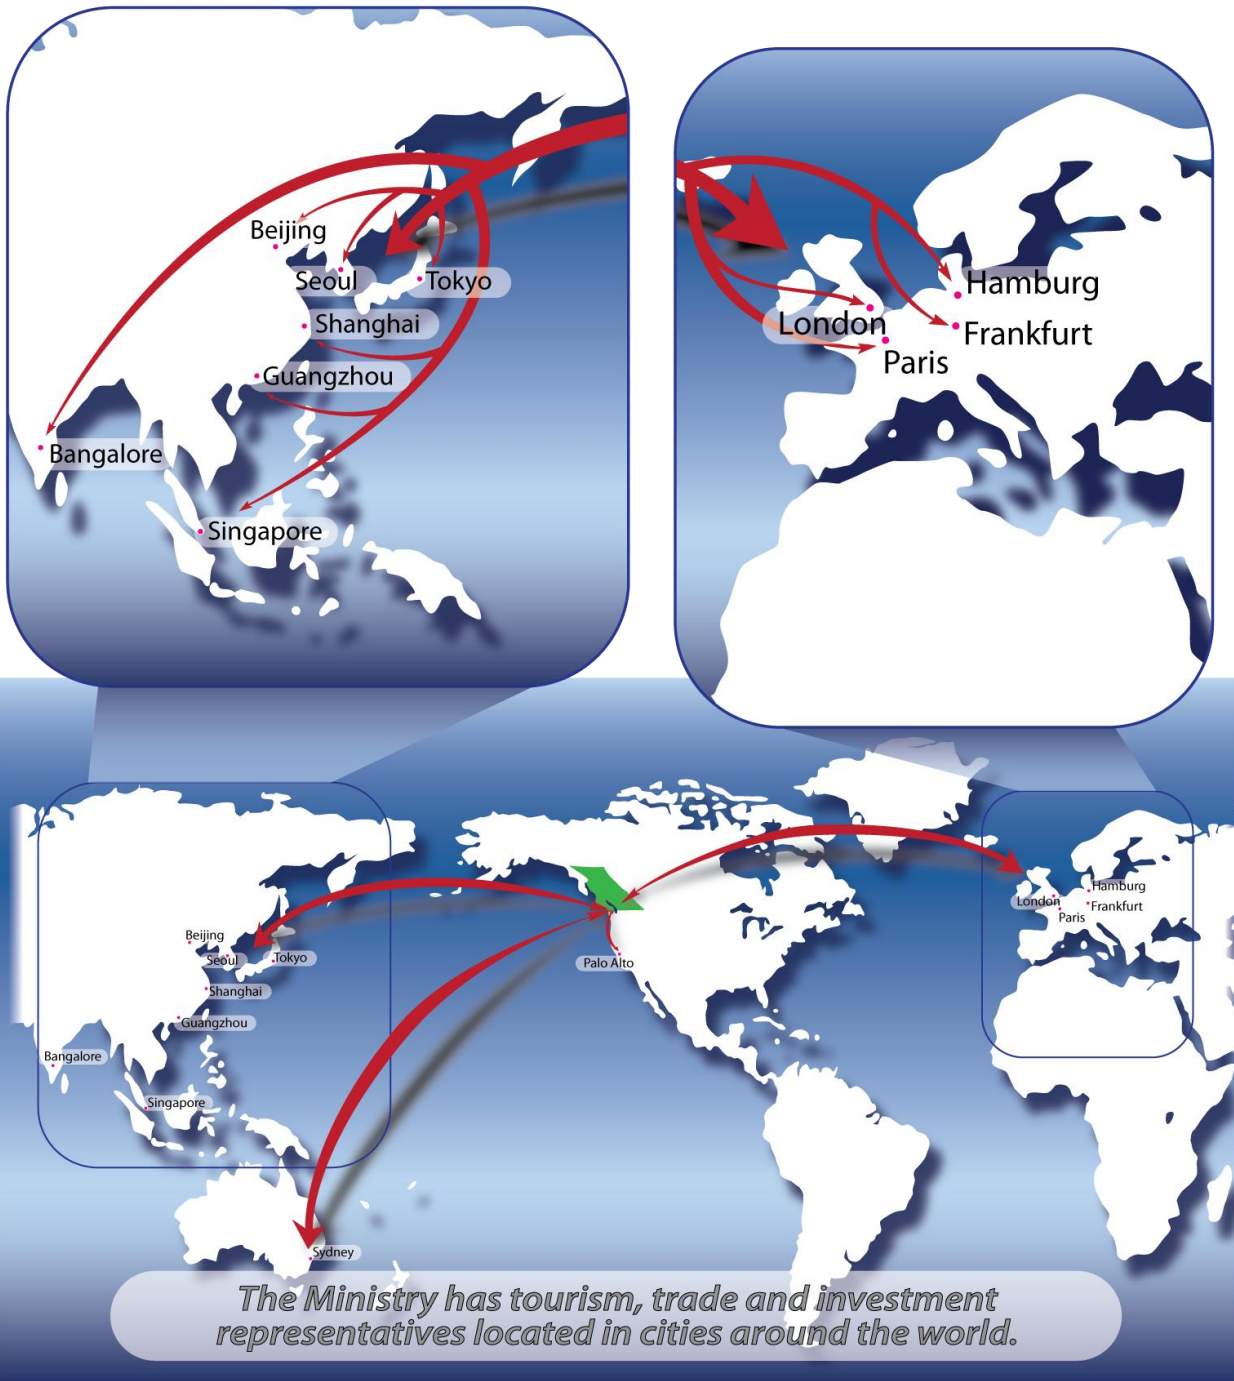 Beijing
Seoul
Tokyo
Shanghai
Guangzhou
Bangalore
Singapore
Hamburg
London
Frankfurt
Paris
Beijing
Seoul
Tokyo
Shanghai
Guangzhou
Bangalore
Singapore
Palo Alto
Hamburg
London
Frankfurt
Paris
Sydney
The Ministry has tourism, trade and investment
representatives located in cities around the world.